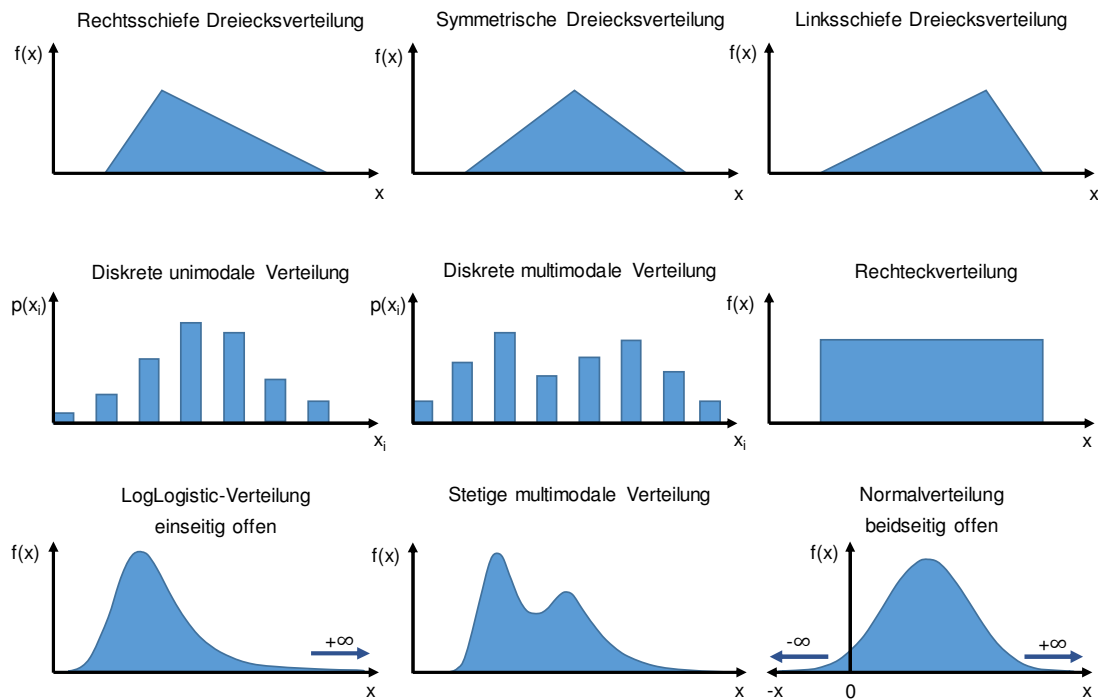 Rechtsschiefe Dreiecksverteilung
f(x)
x
Symmetrische Dreiecksverteilung
f(x)
x
Linksschiefe Dreiecksverteilung
f(x)
x
Diskrete unimodale Verteilung
p(xᵢ)
xᵢ
Diskrete multimodale Verteilung
p(xᵢ)
xᵢ
Rechteckverteilung
f(x)
x
LogLogistic-Verteilung
einseitig offen
f(x)
+∞
x
Stetige multimodale Verteilung
f(x)
x
Normalverteilung
beidseitig offen
f(x)
-∞
+∞
-x
0
x